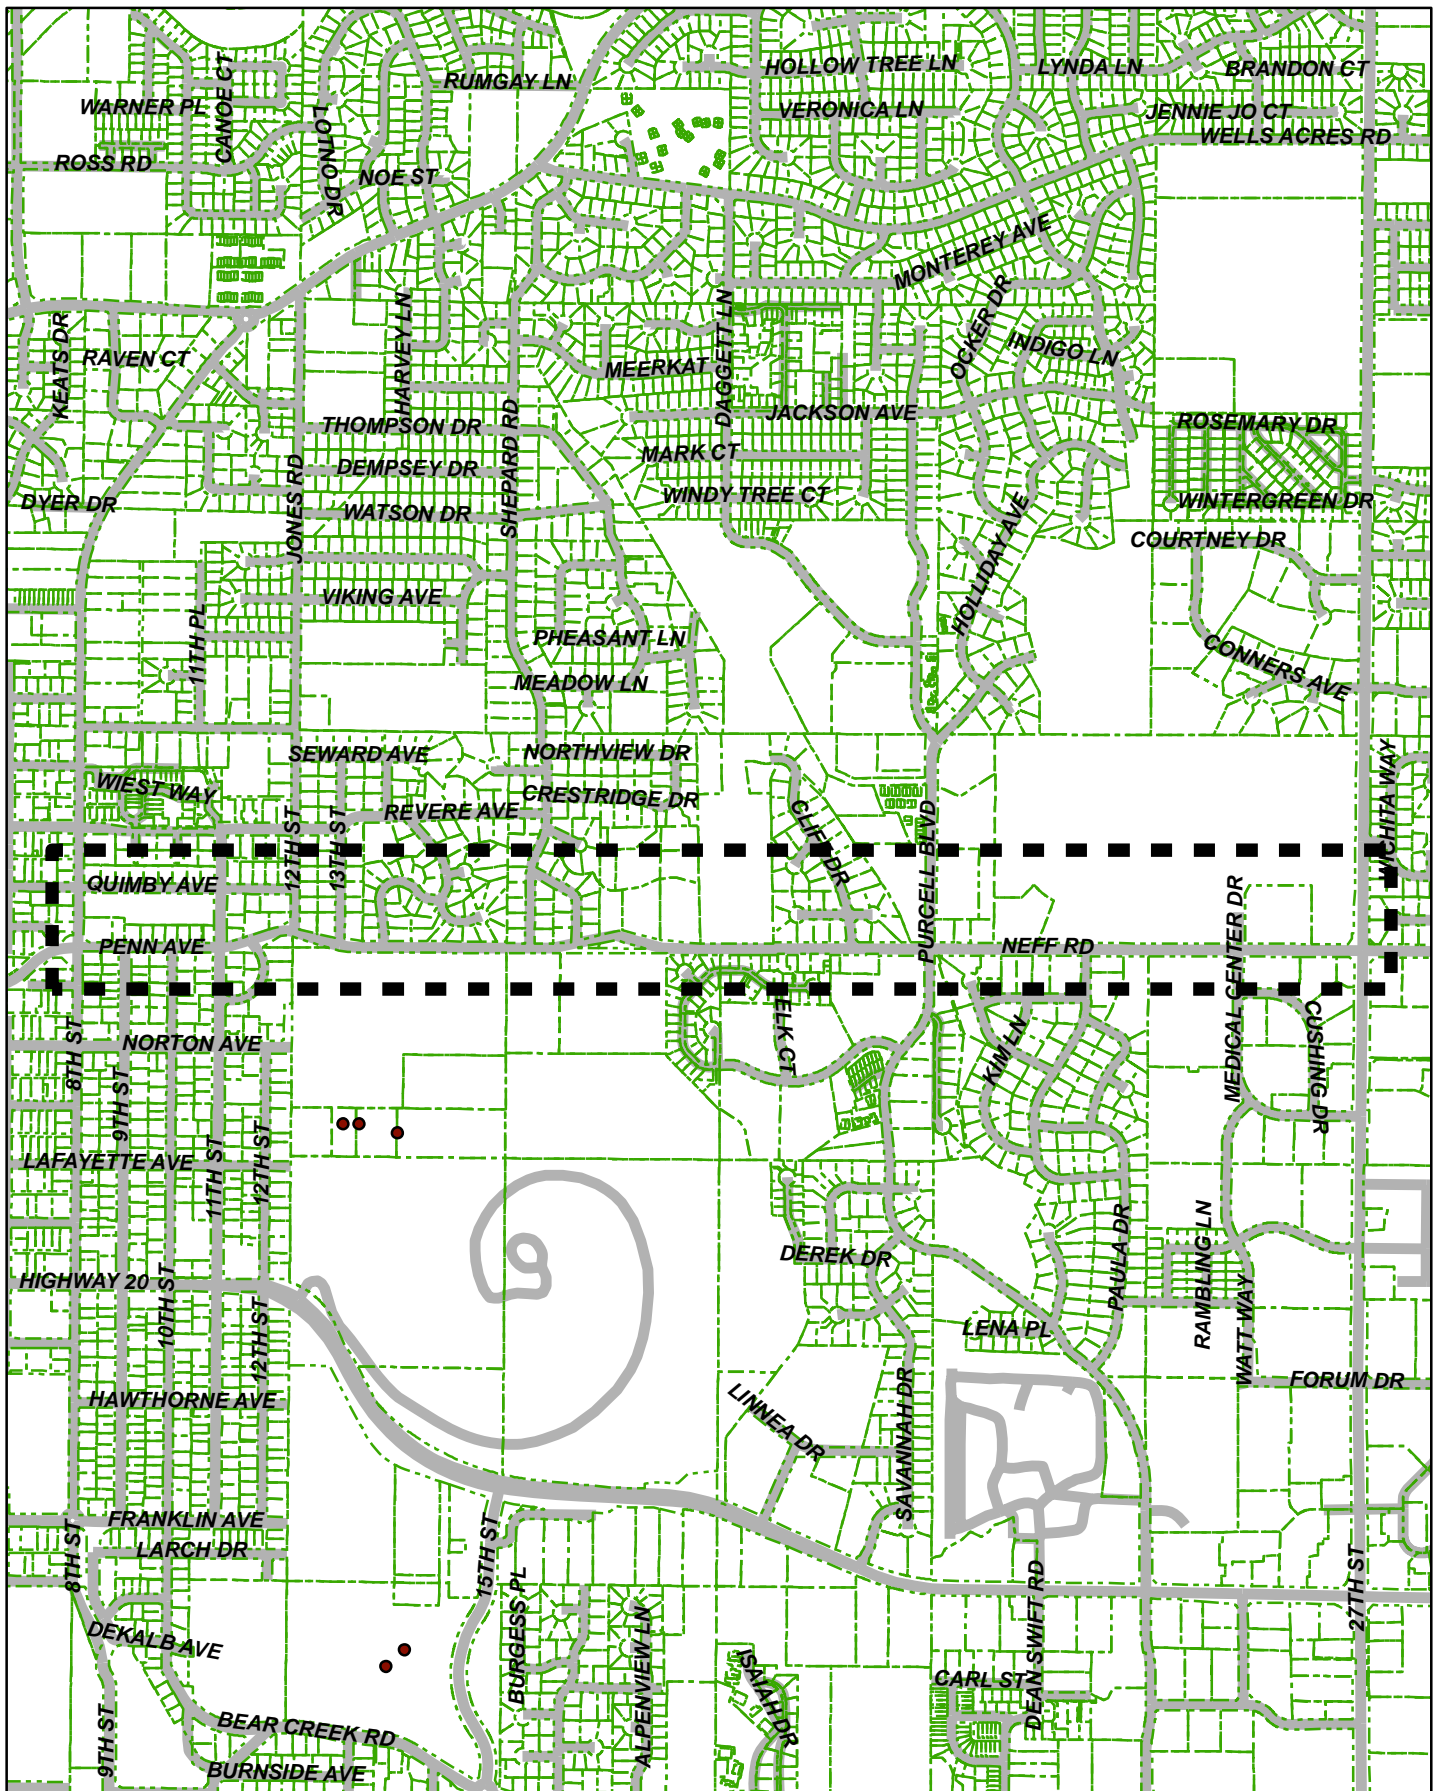 HOLLOW TREE LN
LYNDA LN
BRANDON CT
RUMGAY LN
WARNER PL
CANOE CT
VERONICA LN
JENNIE JO CT
WELLS ACRES RD
LOTNO DR
ROSS RD
NOE ST
MONTEREY AVE
OCKER DR
KEATS DR
RAVEN CT
HARVEY LN
DAGGETT LN
MEERKAT
INDIGO LN
JACKSON AVE
THOMPSON DR
ROSEMARY DR
MARK CT
DEMPSEY DR
SHEPARD RD
JONES RD
WINDY TREE CT
WINTERGREEN DR
DYER DR
WATSON DR
HOLLIDAY AVE
COURTNEY DR
VIKING AVE
11TH PL
PHEASANT LN
CONNERS AVE
MEADOW LN
SEWARD AVE
NORTHVIEW DR
WIEST WAY
CRESTRIDGE DR
REVERE AVE
12TH ST
13TH ST
CLIFF DR
PURCELL BLVD
WICHITA WAY
QUIMBY AVE
PENN AVE
NEFF RD
MEDICAL CENTER DR
8TH ST
NORTON AVE
ELK CT
KIM LN
CUSHING DR
9TH ST
11TH ST
12TH ST
LAFAYETTE AVE
DEREK DR
PAULA DR
RAMBLING LN
HIGHWAY 20
10TH ST
12TH ST
LENA PL
WATT WAY
HAWTHORNE AVE
LINNEA DR
SAVANNAH DR
FORUM DR
FRANKLIN AVE
LARCH DR
8TH ST
15TH ST
BURGESS PL
27TH ST
DEKALB AVE
ALPENVIEW LN
ISAIAH DR
DEAN SWIFT RD
CARL ST
9TH ST
BEAR CREEK RD
BURNSIDE AVE